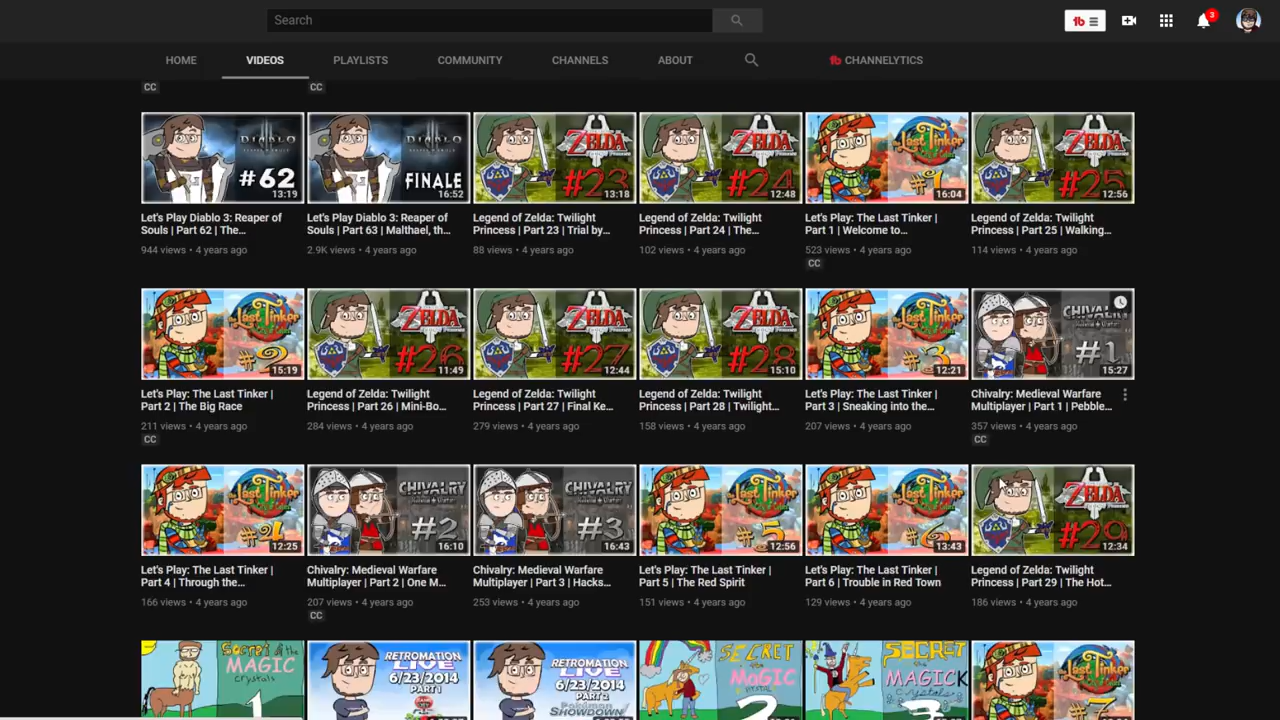 Search
3
HOME
VIDEOS
PLAYLISTS
COMMUNITY
CHANNELS
ABOUT
CHANNELYTICS
CC
CC
DIABLO
#62
13:19
DIABLO
FINALE
16:52
ZELDA
#23
13:18
ZELDA
#24
12:48
the Last Tinker
#1
16:04
ZELDA
#25
12:56
Let's Play Diablo 3: Reaper of
Souls | Part 62 | The...
944 views • 4 years ago
Let's Play Diablo 3: Reaper of
Souls | Part 63 | Malthael, th...
2.9K views • 4 years ago
Legend of Zelda: Twilight
Princess | Part 23 | Trial by...
88 views • 4 years ago
Legend of Zelda: Twilight
Princess | Part 24 | The...
102 views • 4 years ago
Let's Play: The Last Tinker |
Part 1 | Welcome to...
523 views • 4 years ago
CC
Legend of Zelda: Twilight
Princess | Part 25 | Walking...
114 views • 4 years ago
the Last Tinker
#2
15:19
ZELDA
#26
11:49
ZELDA
#27
12:44
ZELDA
#28
15:10
the Last Tinker
#3
12:21
CHIVALRY
#1
15:27
Let's Play: The Last Tinker |
Part 2 | The Big Race
211 views • 4 years ago
CC
Legend of Zelda: Twilight
Princess | Part 26 | Mini-Bo...
284 views • 4 years ago
Legend of Zelda: Twilight
Princess | Part 27 | Final Ke...
279 views • 4 years ago
Legend of Zelda: Twilight
Princess | Part 28 | Twilight...
158 views • 4 years ago
Let's Play: The Last Tinker |
Part 3 | Sneaking into the...
207 views • 4 years ago
Chivalry: Medieval Warfare
Multiplayer | Part 1 | Pebble...
357 views • 4 years ago
CC
the Last Tinker
#4
12:25
CHIVALRY
#2
16:10
CHIVALRY
#3
16:43
the Last Tinker
#5
12:56
the Last Tinker
#6
13:43
ZELDA
#29
12:34
Let's Play: The Last Tinker |
Part 4 | Through the...
166 views • 4 years ago
Chivalry: Medieval Warfare
Multiplayer | Part 2 | One M...
207 views • 4 years ago
CC
Chivalry: Medieval Warfare
Multiplayer | Part 3 | Hacks...
253 views • 4 years ago
Let's Play: The Last Tinker |
Part 5 | The Red Spirit
151 views • 4 years ago
Let's Play: The Last Tinker |
Part 6 | Trouble in Red Town
129 views • 4 years ago
Legend of Zelda: Twilight
Princess | Part 29 | The Hot...
186 views • 4 years ago
Secret of the
MAGIC
crystals
1
RETROMATION
LIVE
6/23/2014
PART 1
RETROMATION
LIVE
6/23/2014
PART 2
POKÉMON
SHOWDOWN
SECRET
the
MAGIC
CRYSTAL
2
SECRET
the
MAGICK
Crystals
3
the Last Tinker
#7